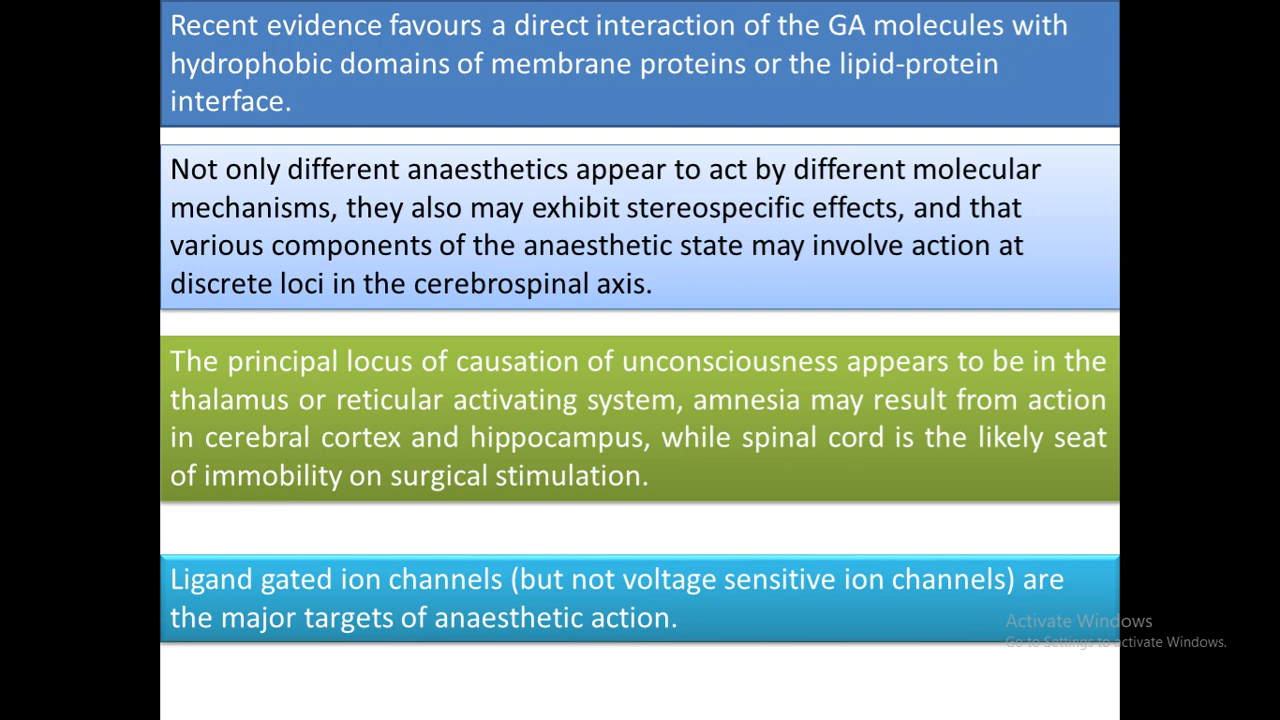 Recent evidence favours a direct interaction of the GA molecules with
hydrophobic domains of membrane proteins or the lipid-protein
interface.
Not only different anaesthetics appear to act by different molecular
mechanisms, they also may exhibit stereospecific effects, and that
various components of the anaesthetic state may involve action at
discrete loci in the cerebrospinal axis.
The principal locus of causation of unconsciousness appears to be in the
thalamus or reticular activating system, amnesia may result from action
in cerebral cortex and hippocampus, while spinal cord is the likely seat
of immobility on surgical stimulation.
Ligand gated ion channels (but not voltage sensitive ion channels) are
the major targets of anaesthetic action.
Activate Windows
Go to Settings to activate Windows.